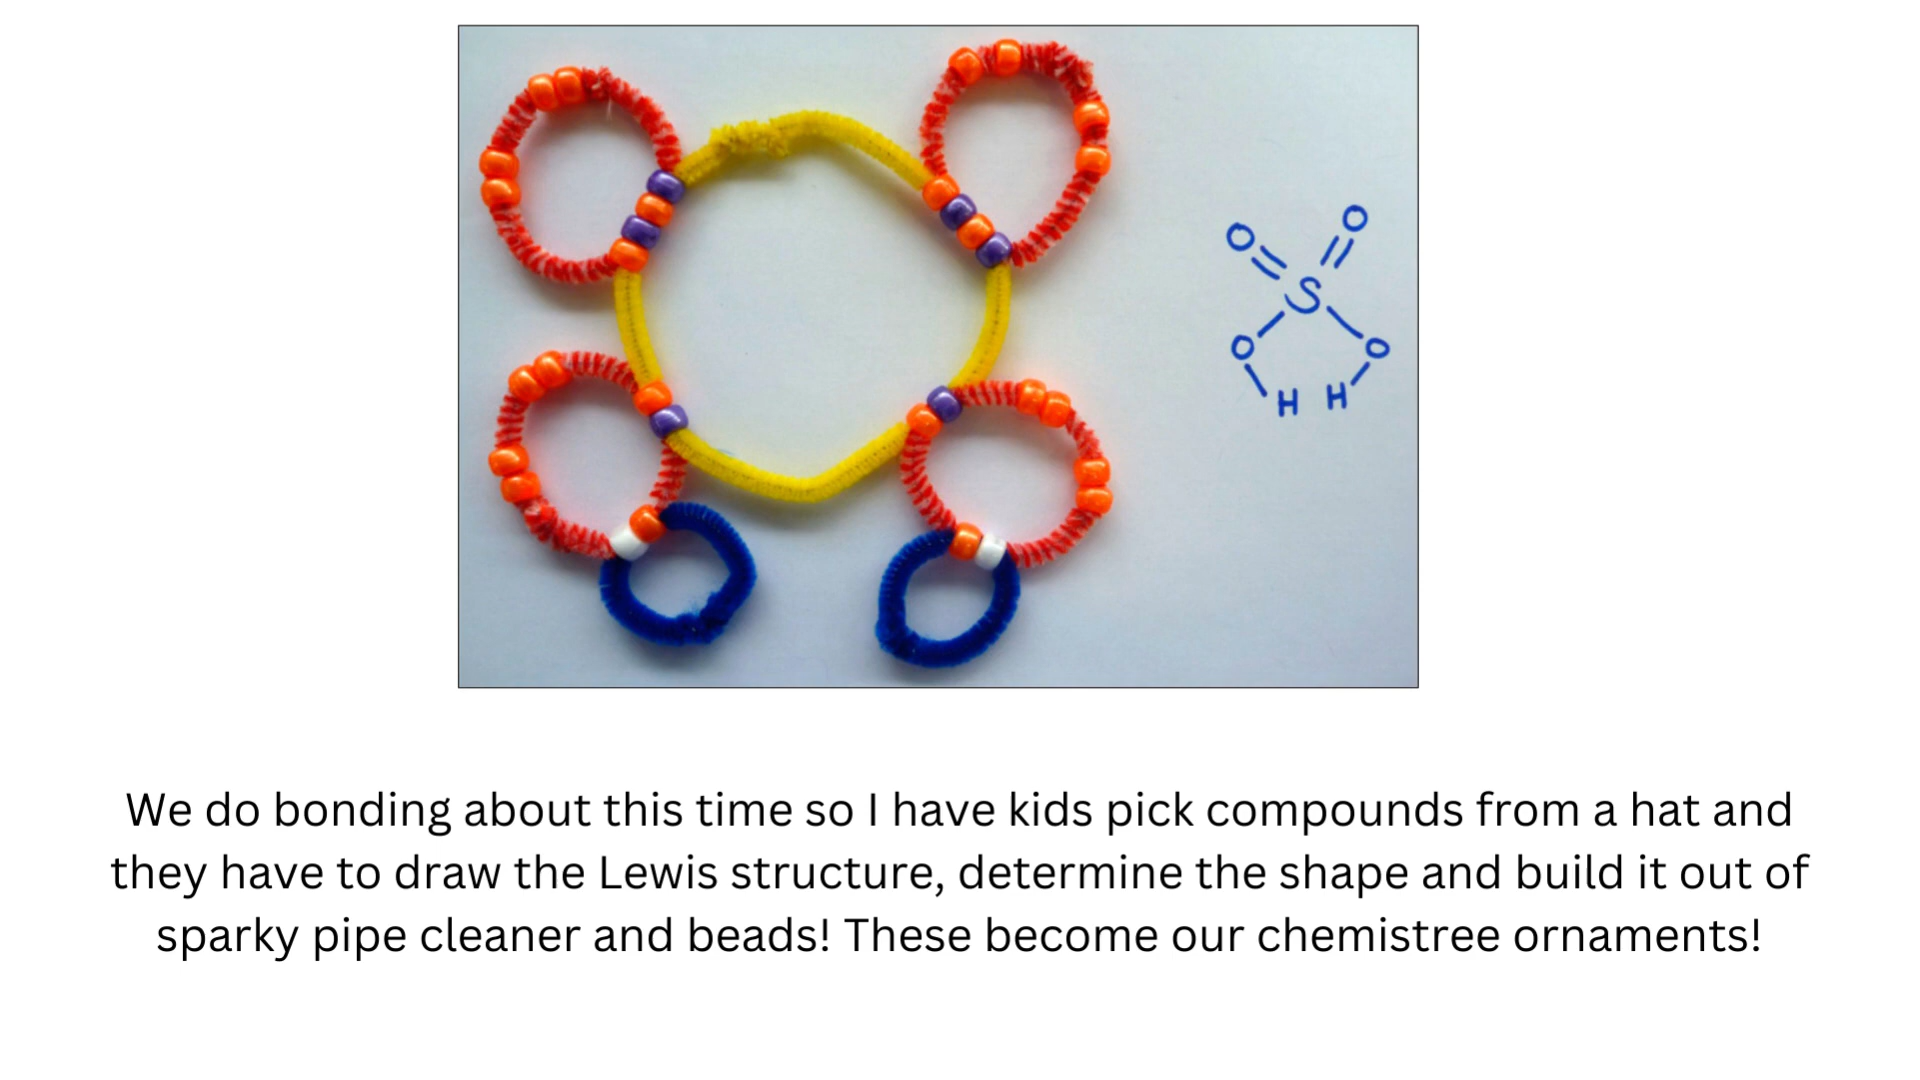 O O
S
O O
H H
We do bonding about this time so I have kids pick compounds from a hat and
they have to draw the Lewis structure, determine the shape and build it out of
sparky pipe cleaner and beads! These become our chemistree ornaments!